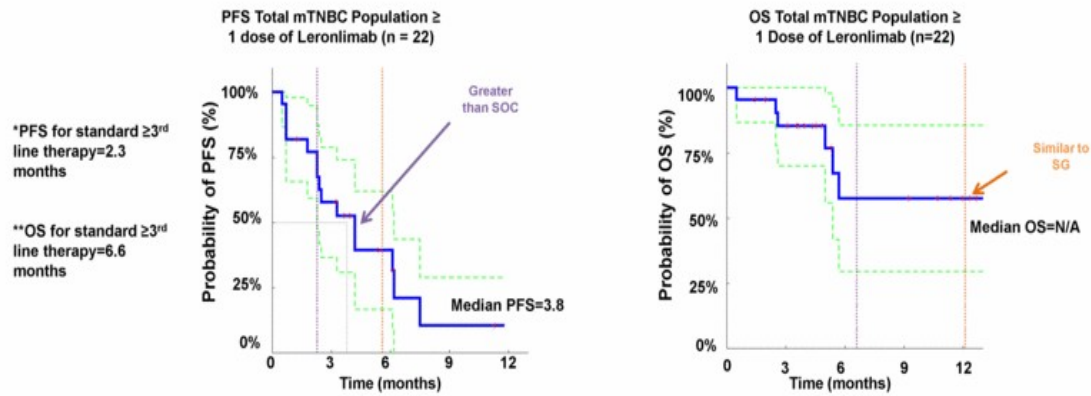 PFS Total mTNBC Population ≥
1 dose of Leronlimab (n = 22)
*PFS for standard ≥3rd
line therapy=2.3
months
**OS for standard ≥3rd
line therapy=6.6
months
Probability of PFS (%)
100%
75%
50%
25%
0%
Greater
than SOC
Median PFS=3.8
0
3
6
9
12
Time (months)
OS Total mTNBC Population ≥
1 Dose of Leronlimab (n=22)
Probability of OS (%)
100%
75%
50%
25%
0%
Similar to
SG
Median OS=N/A
0
3
6
9
12
Time (months)